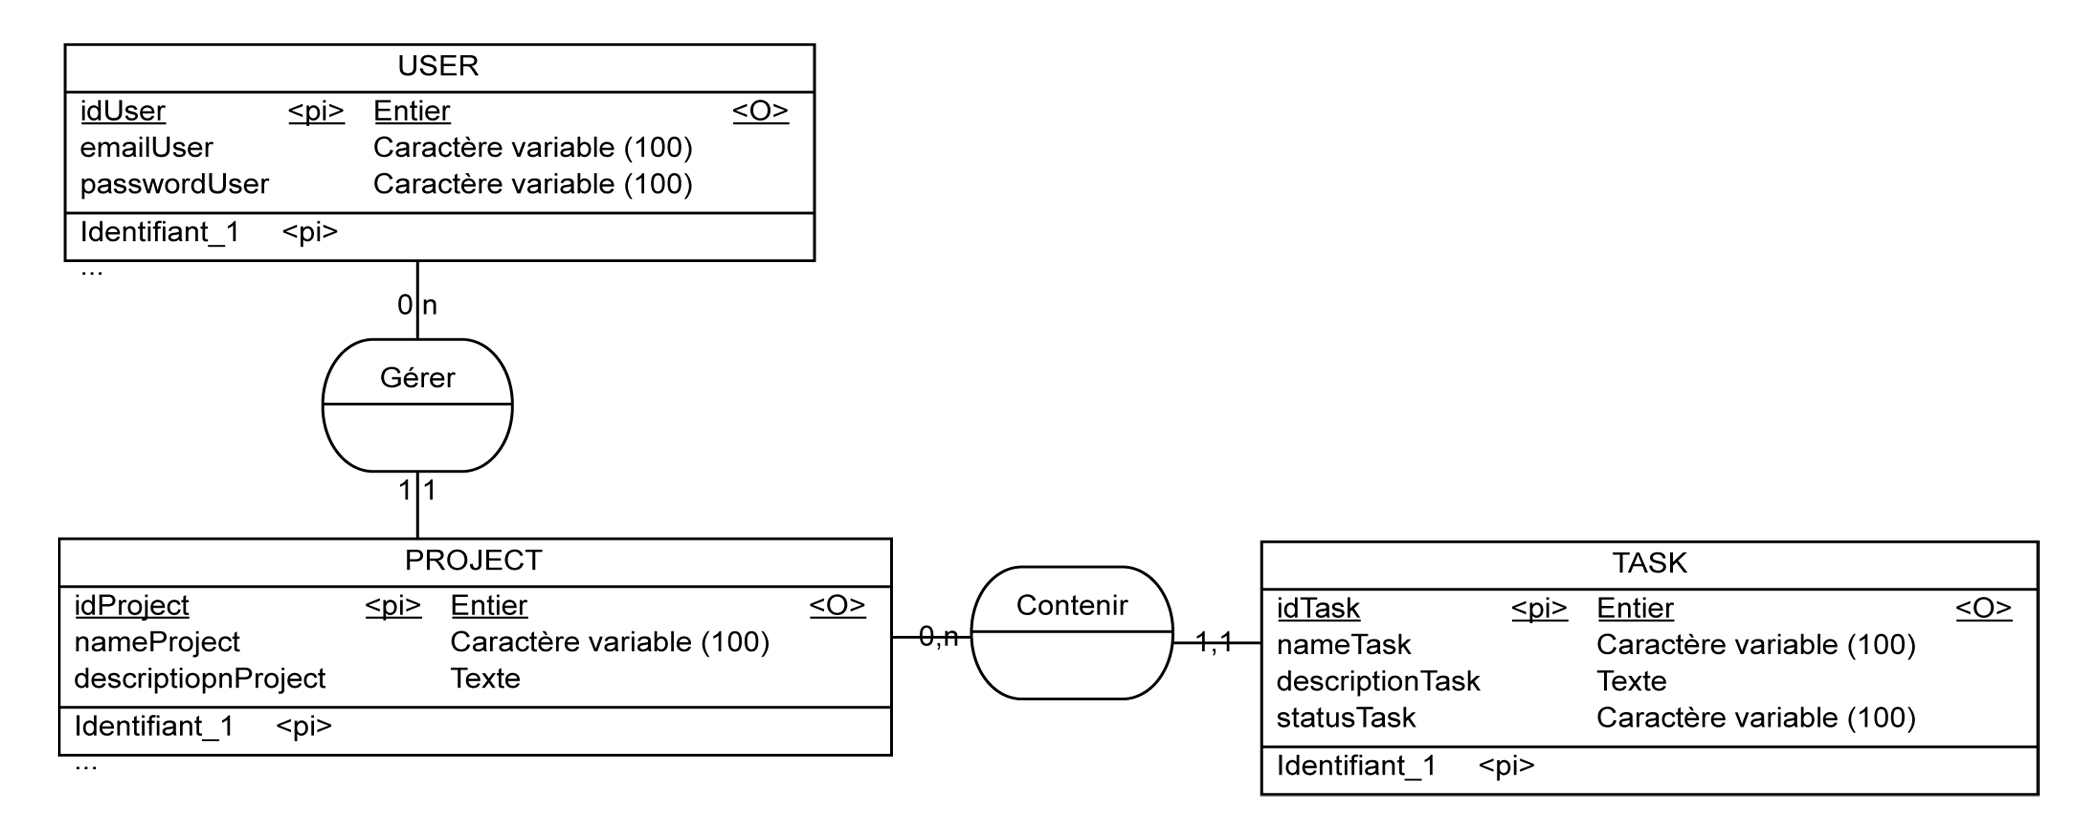 USER
idUser <pi> Entier <O>
emailUser Caractère variable (100)
passwordUser Caractère variable (100)
Identifiant_1 <pi>
...
0 n
Gérer
1 1
PROJECT
idProject <pi> Entier <O>
nameProject Caractère variable (100)
descriptiopnProject Texte
Identifiant_1 <pi>
...
0,n
Contenir
1,1
TASK
idTask <pi> Entier <O>
nameTask Caractère variable (100)
descriptionTask Texte
statusTask Caractère variable (100)
Identifiant_1 <pi>